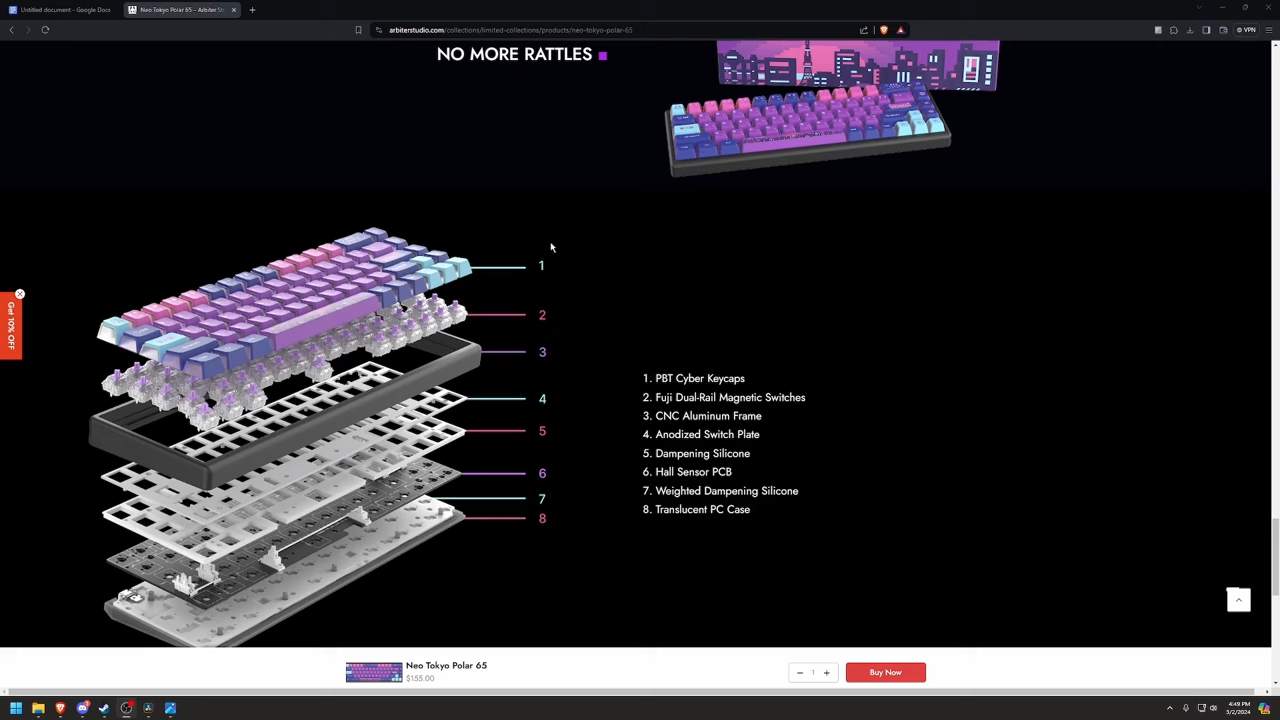 Untitled document - Google Docs
Neo Tokyo Polar 65 – Arbiter St
arbiterstudio.com/collections/limited-collections/products/neo-tokyo-polar-65
VPN
NO MORE RATTLES
1
2
3
4
5
6
7
8
1. PBT Cyber Keycaps
2. Fuji Dual-Rail Magnetic Switches
3. CNC Aluminum Frame
4. Anodized Switch Plate
5. Dampening Silicone
6. Hall Sensor PCB
7. Weighted Dampening Silicone
8. Translucent PC Case
Get 10% OFF
Neo Tokyo Polar 65
$155.00
1
Buy Now
4:49 PM
3/2/2024